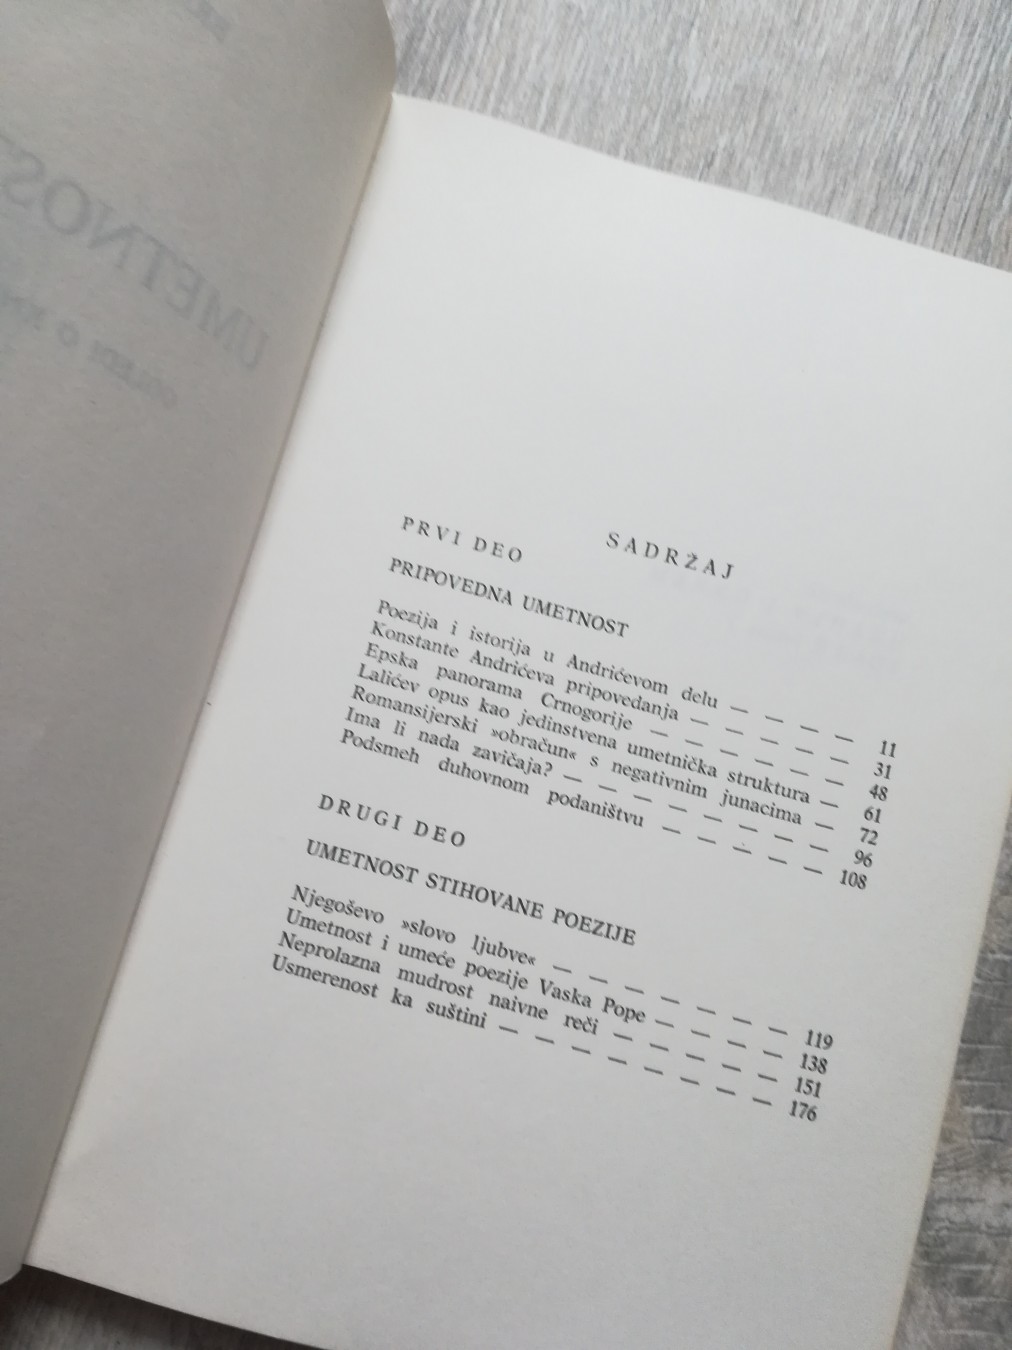 SADRŽAJ
PRVI DEO
PRIPOVEDNA UMETNOST
Poezija i istorija u Andrićevom delu — — — — 11
Konstante Andrićeva pripovedanja — — — — — 31
Epska panorama Crnogorije — — — — — — 48
Lalićev opus kao jedinstvena umetnička struktura — 61
Romansijerski »obračun« s negativnim junacima — 72
Ima li nada zavičaja? — — — — — — — — 96
Podsmeh duhovnom podaništvu — — — — — 108
DRUGI DEO
UMETNOST STIHOVANE POEZIJE
Njegoševo »slovo ljubve« — — — — — — — 119
Umetnost i umeće poezije Vaska Pope — — — — 138
Neprolazna mudrost naivne reči — — — — — 151
Usmerenost ka suštini — — — — — — — — 176
UMETNOST
OGLEDI O